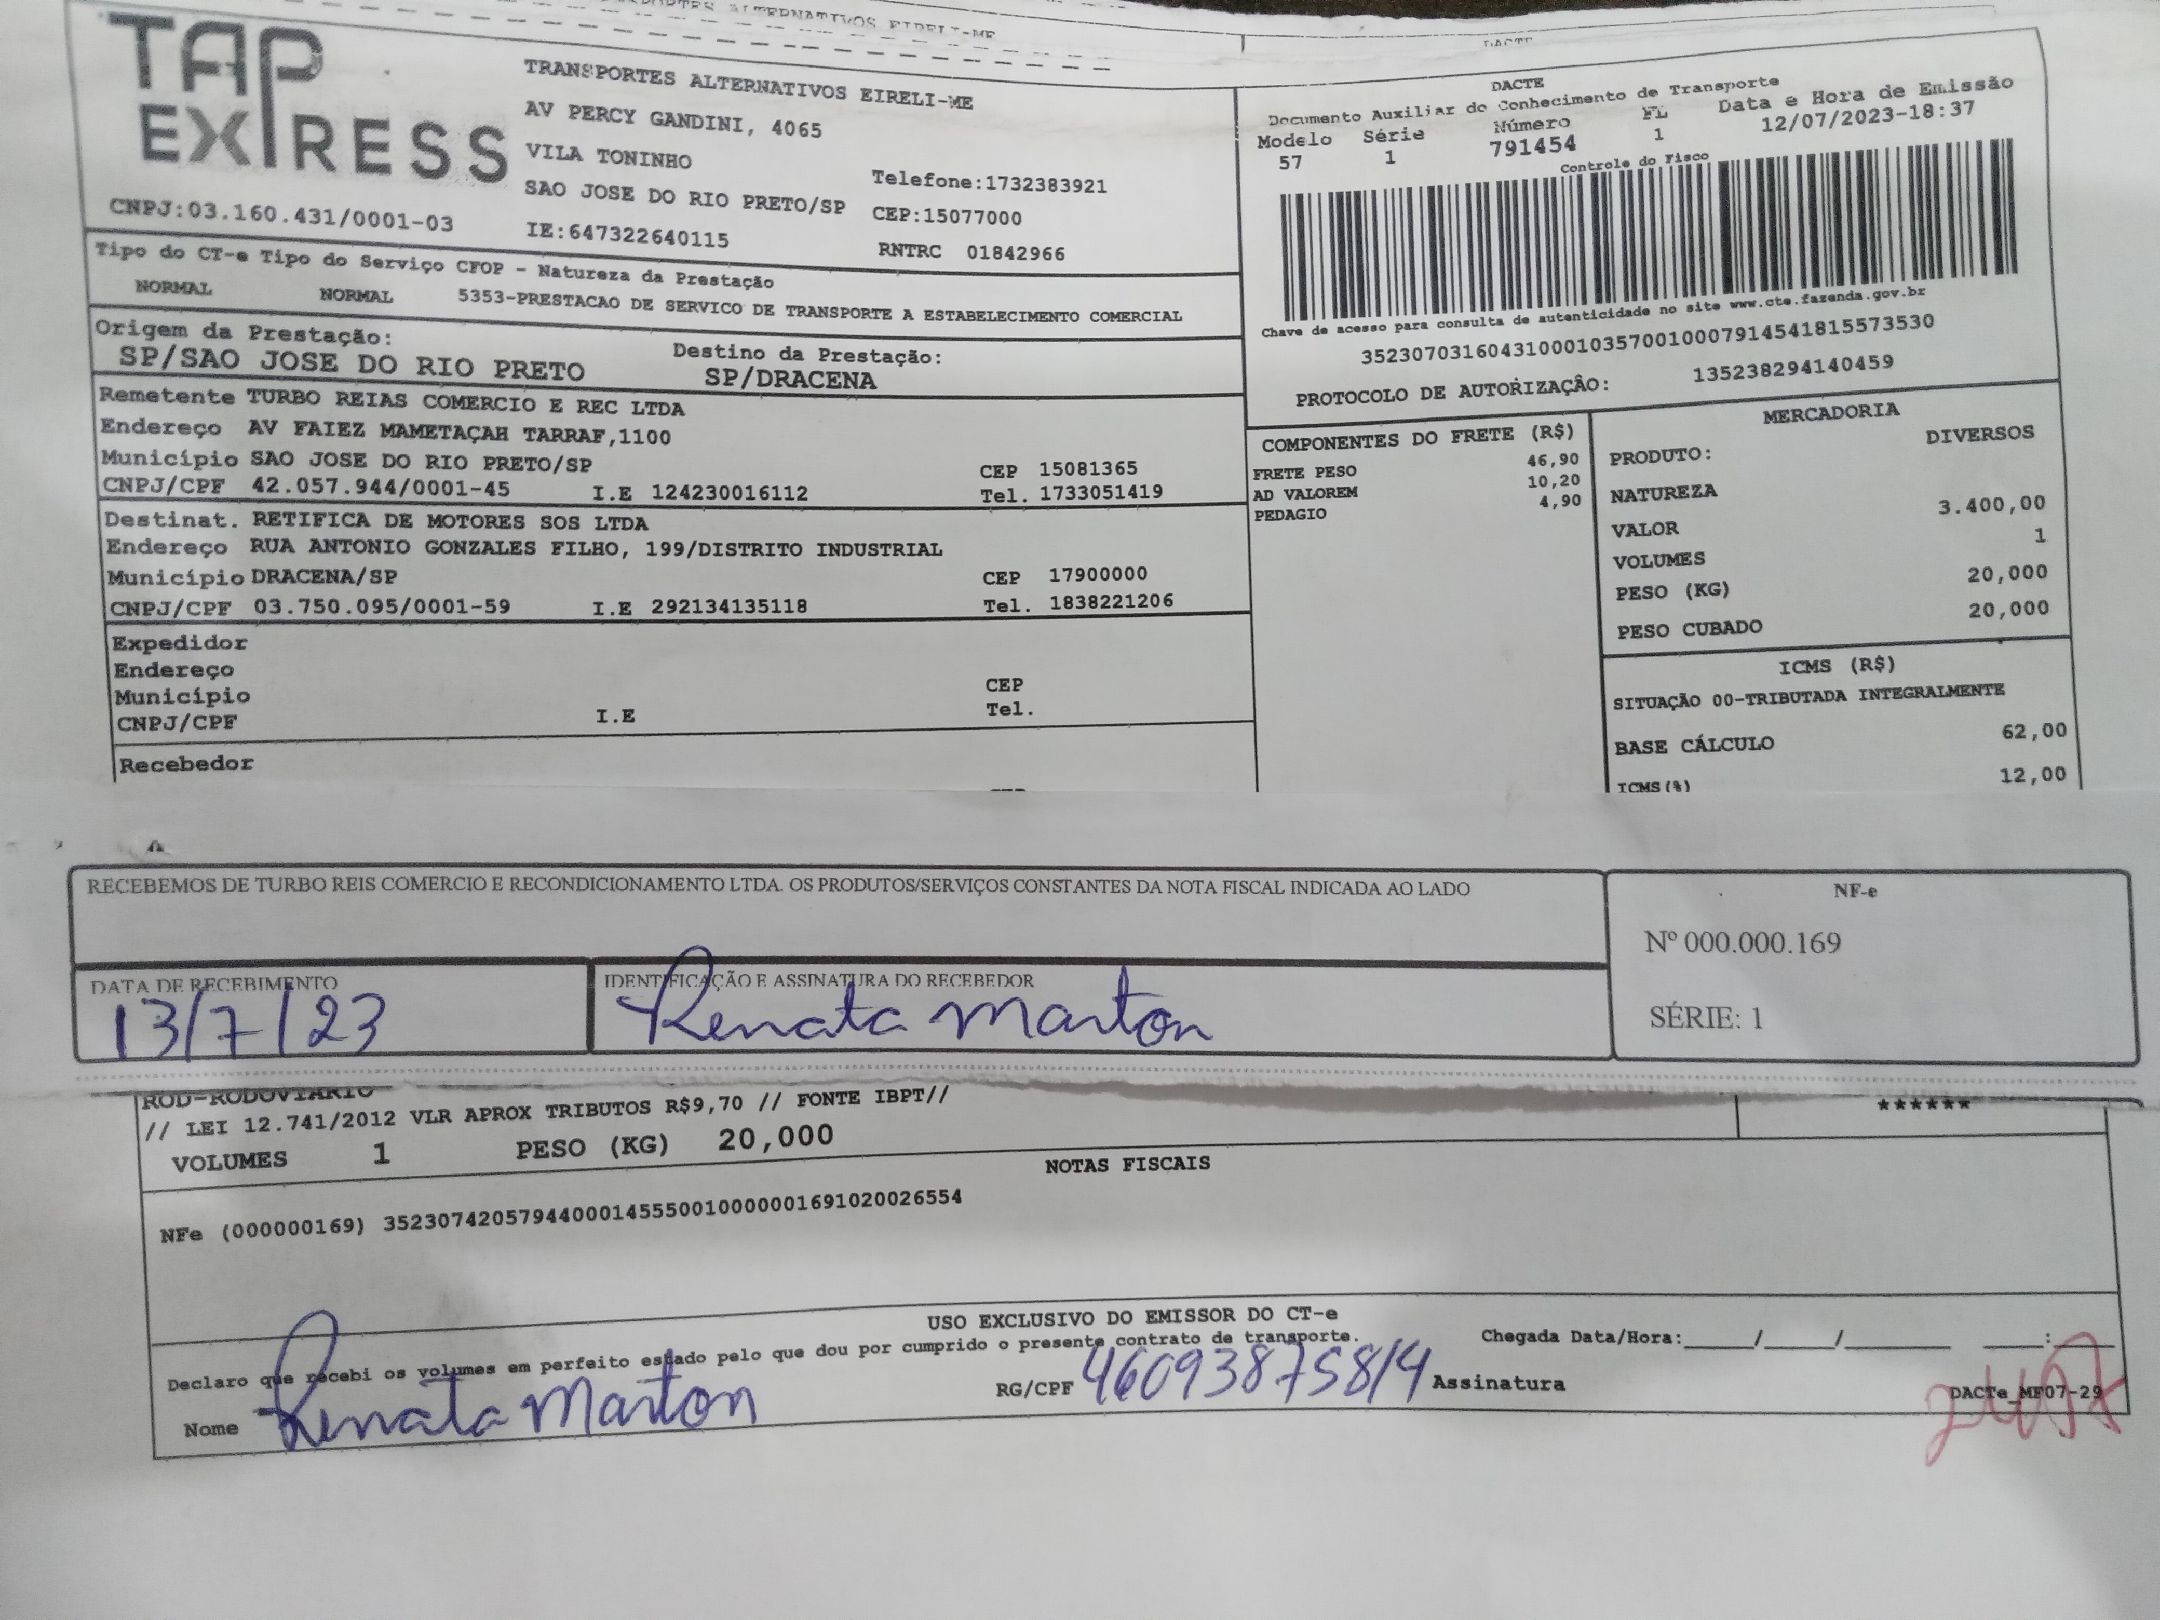 TRANSPORTES ALTERNATIVOS EIRELI-ME
TAP
EXPRESS
CNPJ:03.160.431/0001-03
TRANSPORTES ALTERNATIVOS EIRELI-ME
AV PERCY GANDINI, 4065
VILA TONINHO
SAO JOSE DO RIO PRETO/SP
IE:647322640115
Telefone:1732383921
CEP:15077000
RNTRC 01842966
DACTE
DACTE
Documento Auxiliar do Conhecimento de Transporte
Modelo Série Número FL Data e Hora de Emissão
57 1 791454 1 12/07/2023-18:37
Controle do Fisco
Chave de acesso para consulta de autenticidade no site www.cte.fazenda.gov.br
35230703160431000103570010007914541815573530
PROTOCOLO DE AUTORIZAÇÂO: 135238294140459
Tipo do CT-e Tipo do Serviço CFOP - Natureza da Prestação
NORMAL NORMAL 5353-PRESTACAO DE SERVICO DE TRANSPORTE A ESTABELECIMENTO COMERCIAL
Origem da Prestação: Destino da Prestação:
SP/SAO JOSE DO RIO PRETO SP/DRACENA
Remetente TURBO REIAS COMERCIO E REC LTDA
Endereço AV FAIEZ MAMETAÇAH TARRAF,1100
Município SAO JOSE DO RIO PRETO/SP CEP 15081365
CNPJ/CPF 42.057.944/0001-45 I.E 124230016112 Tel. 1733051419
Destinat. RETIFICA DE MOTORES SOS LTDA
Endereço RUA ANTONIO GONZALES FILHO, 199/DISTRITO INDUSTRIAL
Município DRACENA/SP CEP 17900000
CNPJ/CPF 03.750.095/0001-59 I.E 292134135118 Tel. 1838221206
Expedidor
Endereço
Município CEP
CNPJ/CPF I.E Tel.
Recebedor
COMPONENTES DO FRETE (R$)
FRETE PESO 46,90
AD VALOREM 10,20
PEDAGIO 4,90
MERCADORIA
PRODUTO: DIVERSOS
NATUREZA
VALOR 3.400,00
VOLUMES 1
PESO (KG) 20,000
PESO CUBADO 20,000
ICMS (R$)
SITUAÇÃO 00-TRIBUTADA INTEGRALMENTE
BASE CÁLCULO 62,00
ICMS(%) 12,00
RECEBEMOS DE TURBO REIS COMERCIO E RECONDICIONAMENTO LTDA. OS PRODUTOS/SERVIÇOS CONSTANTES DA NOTA FISCAL INDICADA AO LADO
NF-e
Nº 000.000.169
SÉRIE: 1
DATA DE RECEBIMENTO
13/7/23
IDENTIFICAÇÃO E ASSINATURA DO RECEBEDOR
Renata Marton
ROD-RODOVIARIO
// LEI 12.741/2012 VLR APROX TRIBUTOS R$9,70 // FONTE IBPT//
******
VOLUMES 1 PESO (KG) 20,000
NOTAS FISCAIS
NFe (000000169) 35230742057944000145550010000001691020026554
USO EXCLUSIVO DO EMISSOR DO CT-e
Declaro que recebi os volumes em perfeito estado pelo que dou por cumprido o presente contrato de transporte. Chegada Data/Hora:_____/_____/________ ____:____
Nome Renata Marton RG/CPF 460938758/4 Assinatura
DACTe_MF07-29